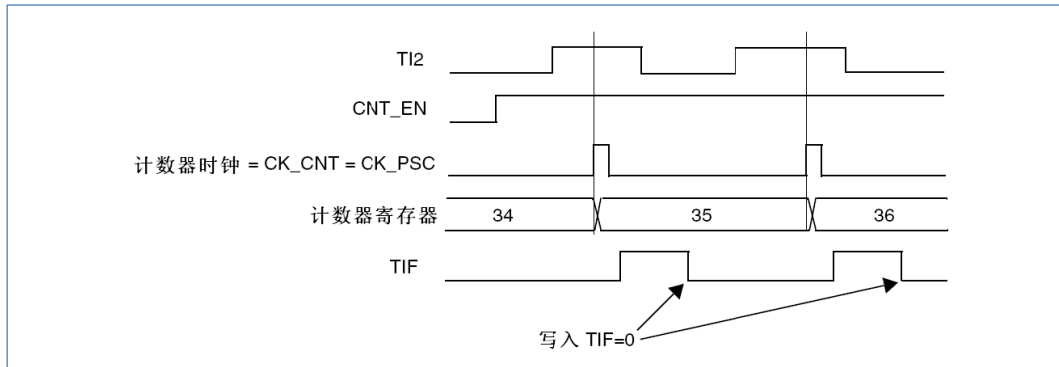 TI2
CNT_EN
计数器时钟 = CK_CNT = CK_PSC
计数器寄存器 34 35 36
TIF
写入 TIF=0